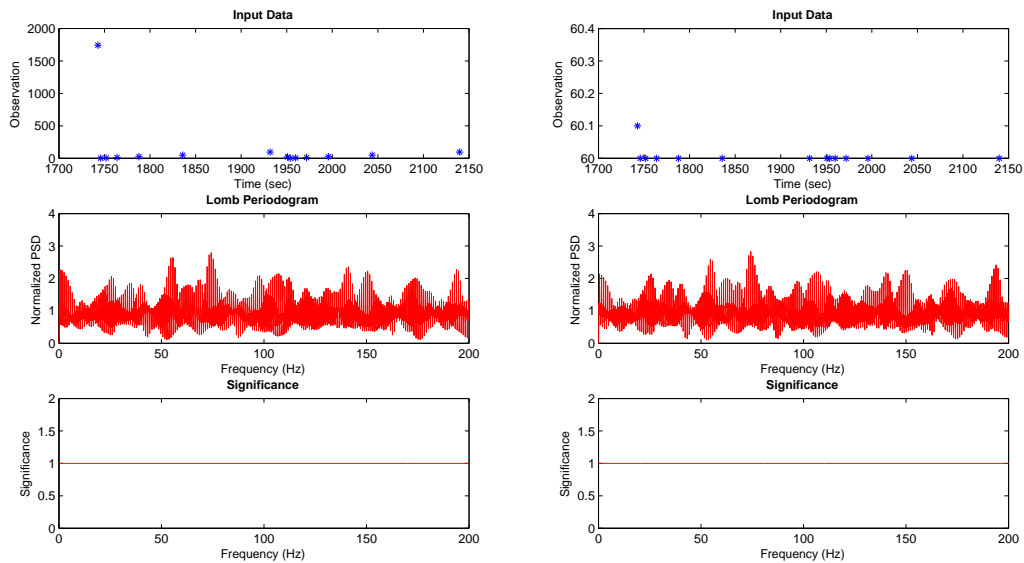 Input Data
2000
1500
1000
500
0
Observation
1700 1750 1800 1850 1900 1950 2000 2050 2100 2150
Time (sec)
Lomb Periodogram
4
3
2
1
0
Normalized PSD
0 50 100 150 200
Frequency (Hz)
Significance
2
1.5
1
0.5
0
Significance
0 50 100 150 200
Frequency (Hz)
Input Data
60.4
60.3
60.2
60.1
60
Observation
1700 1750 1800 1850 1900 1950 2000 2050 2100 2150
Time (sec)
Lomb Periodogram
4
3
2
1
0
Normalized PSD
0 50 100 150 200
Frequency (Hz)
Significance
2
1.5
1
0.5
0
Significance
0 50 100 150 200
Frequency (Hz)